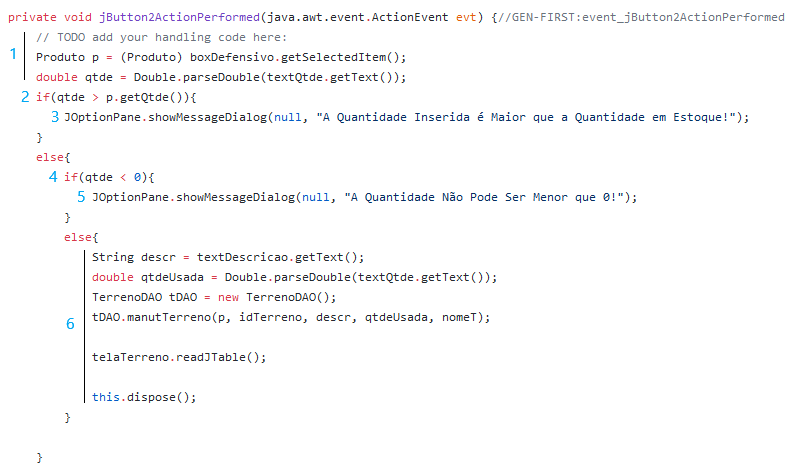 private void jButton2ActionPerformed(java.awt.event.ActionEvent evt) {//GEN-FIRST:event_jButton2ActionPerformed
// TODO add your handling code here:
1 Produto p = (Produto) boxDefensivo.getSelectedItem();
double qtde = Double.parseDouble(textQtde.getText());
2 if(qtde > p.getQtde()){
3 JOptionPane.showMessageDialog(null, "A Quantidade Inserida é Maior que a Quantidade em Estoque!");
}
else{
4 if(qtde < 0){
5 JOptionPane.showMessageDialog(null, "A Quantidade Não Pode Ser Menor que 0!");
}
else{
String descr = textDescricao.getText();
double qtdeUsada = Double.parseDouble(textQtde.getText());
TerrenoDAO tDAO = new TerrenoDAO();
6 tDAO.manutTerreno(p, idTerreno, descr, qtdeUsada, nomeT);
telaTerreno.readJTable();
this.dispose();
}
}